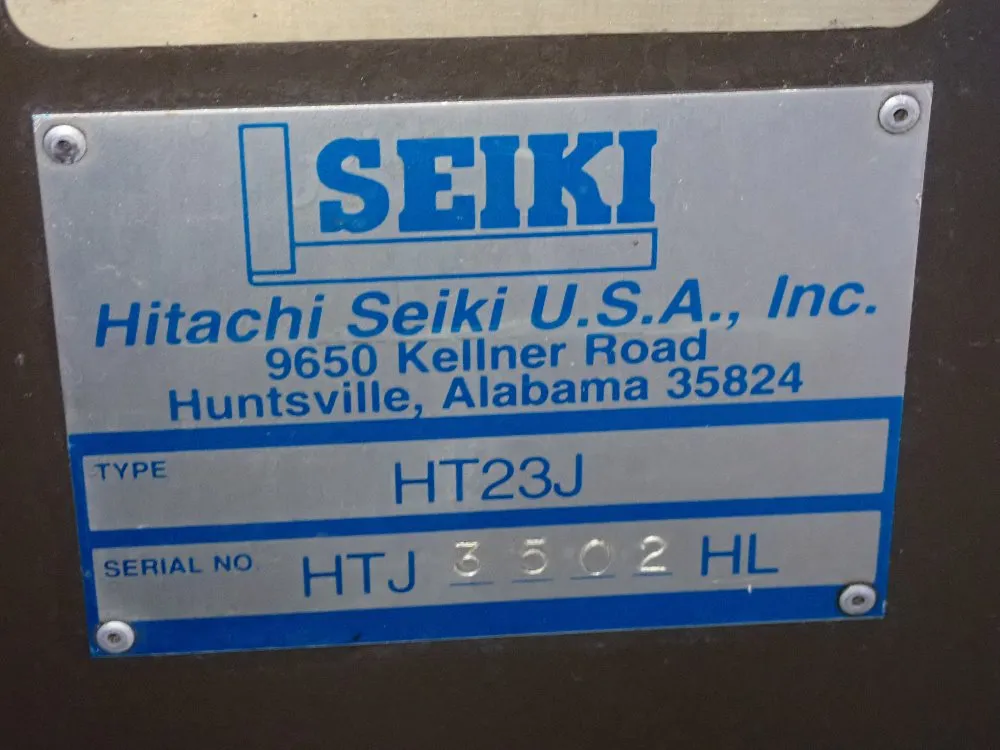 SEIKI
Hitachi Seiki U.S.A., Inc.
9650 Kellner Road
Huntsville, Alabama 35824
TYPE HT23J
SERIAL NO. HTJ 3502 HL